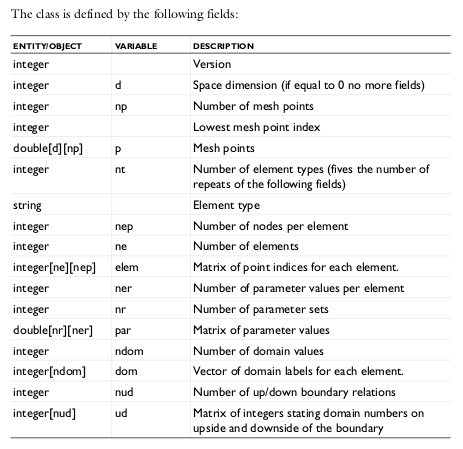 The class is defined by the following fields:
ENTITY/OBJECT VARIABLE DESCRIPTION
integer Version
integer d Space dimension (if equal to 0 no more fields)
integer np Number of mesh points
integer Lowest mesh point index
double[d][np] p Mesh points
integer nt Number of element types (fives the number of
repeats of the following fields)
string Element type
integer nep Number of nodes per element
integer ne Number of elements
integer[ne][nep] elem Matrix of point indices for each element.
integer ner Number of parameter values per element
integer nr Number of parameter sets
double[nr][ner] par Matrix of parameter values
integer ndom Number of domain values
integer[ndom] dom Vector of domain labels for each element.
integer nud Number of up/down boundary relations
integer[nud] ud Matrix of integers stating domain numbers on
upside and downside of the boundary